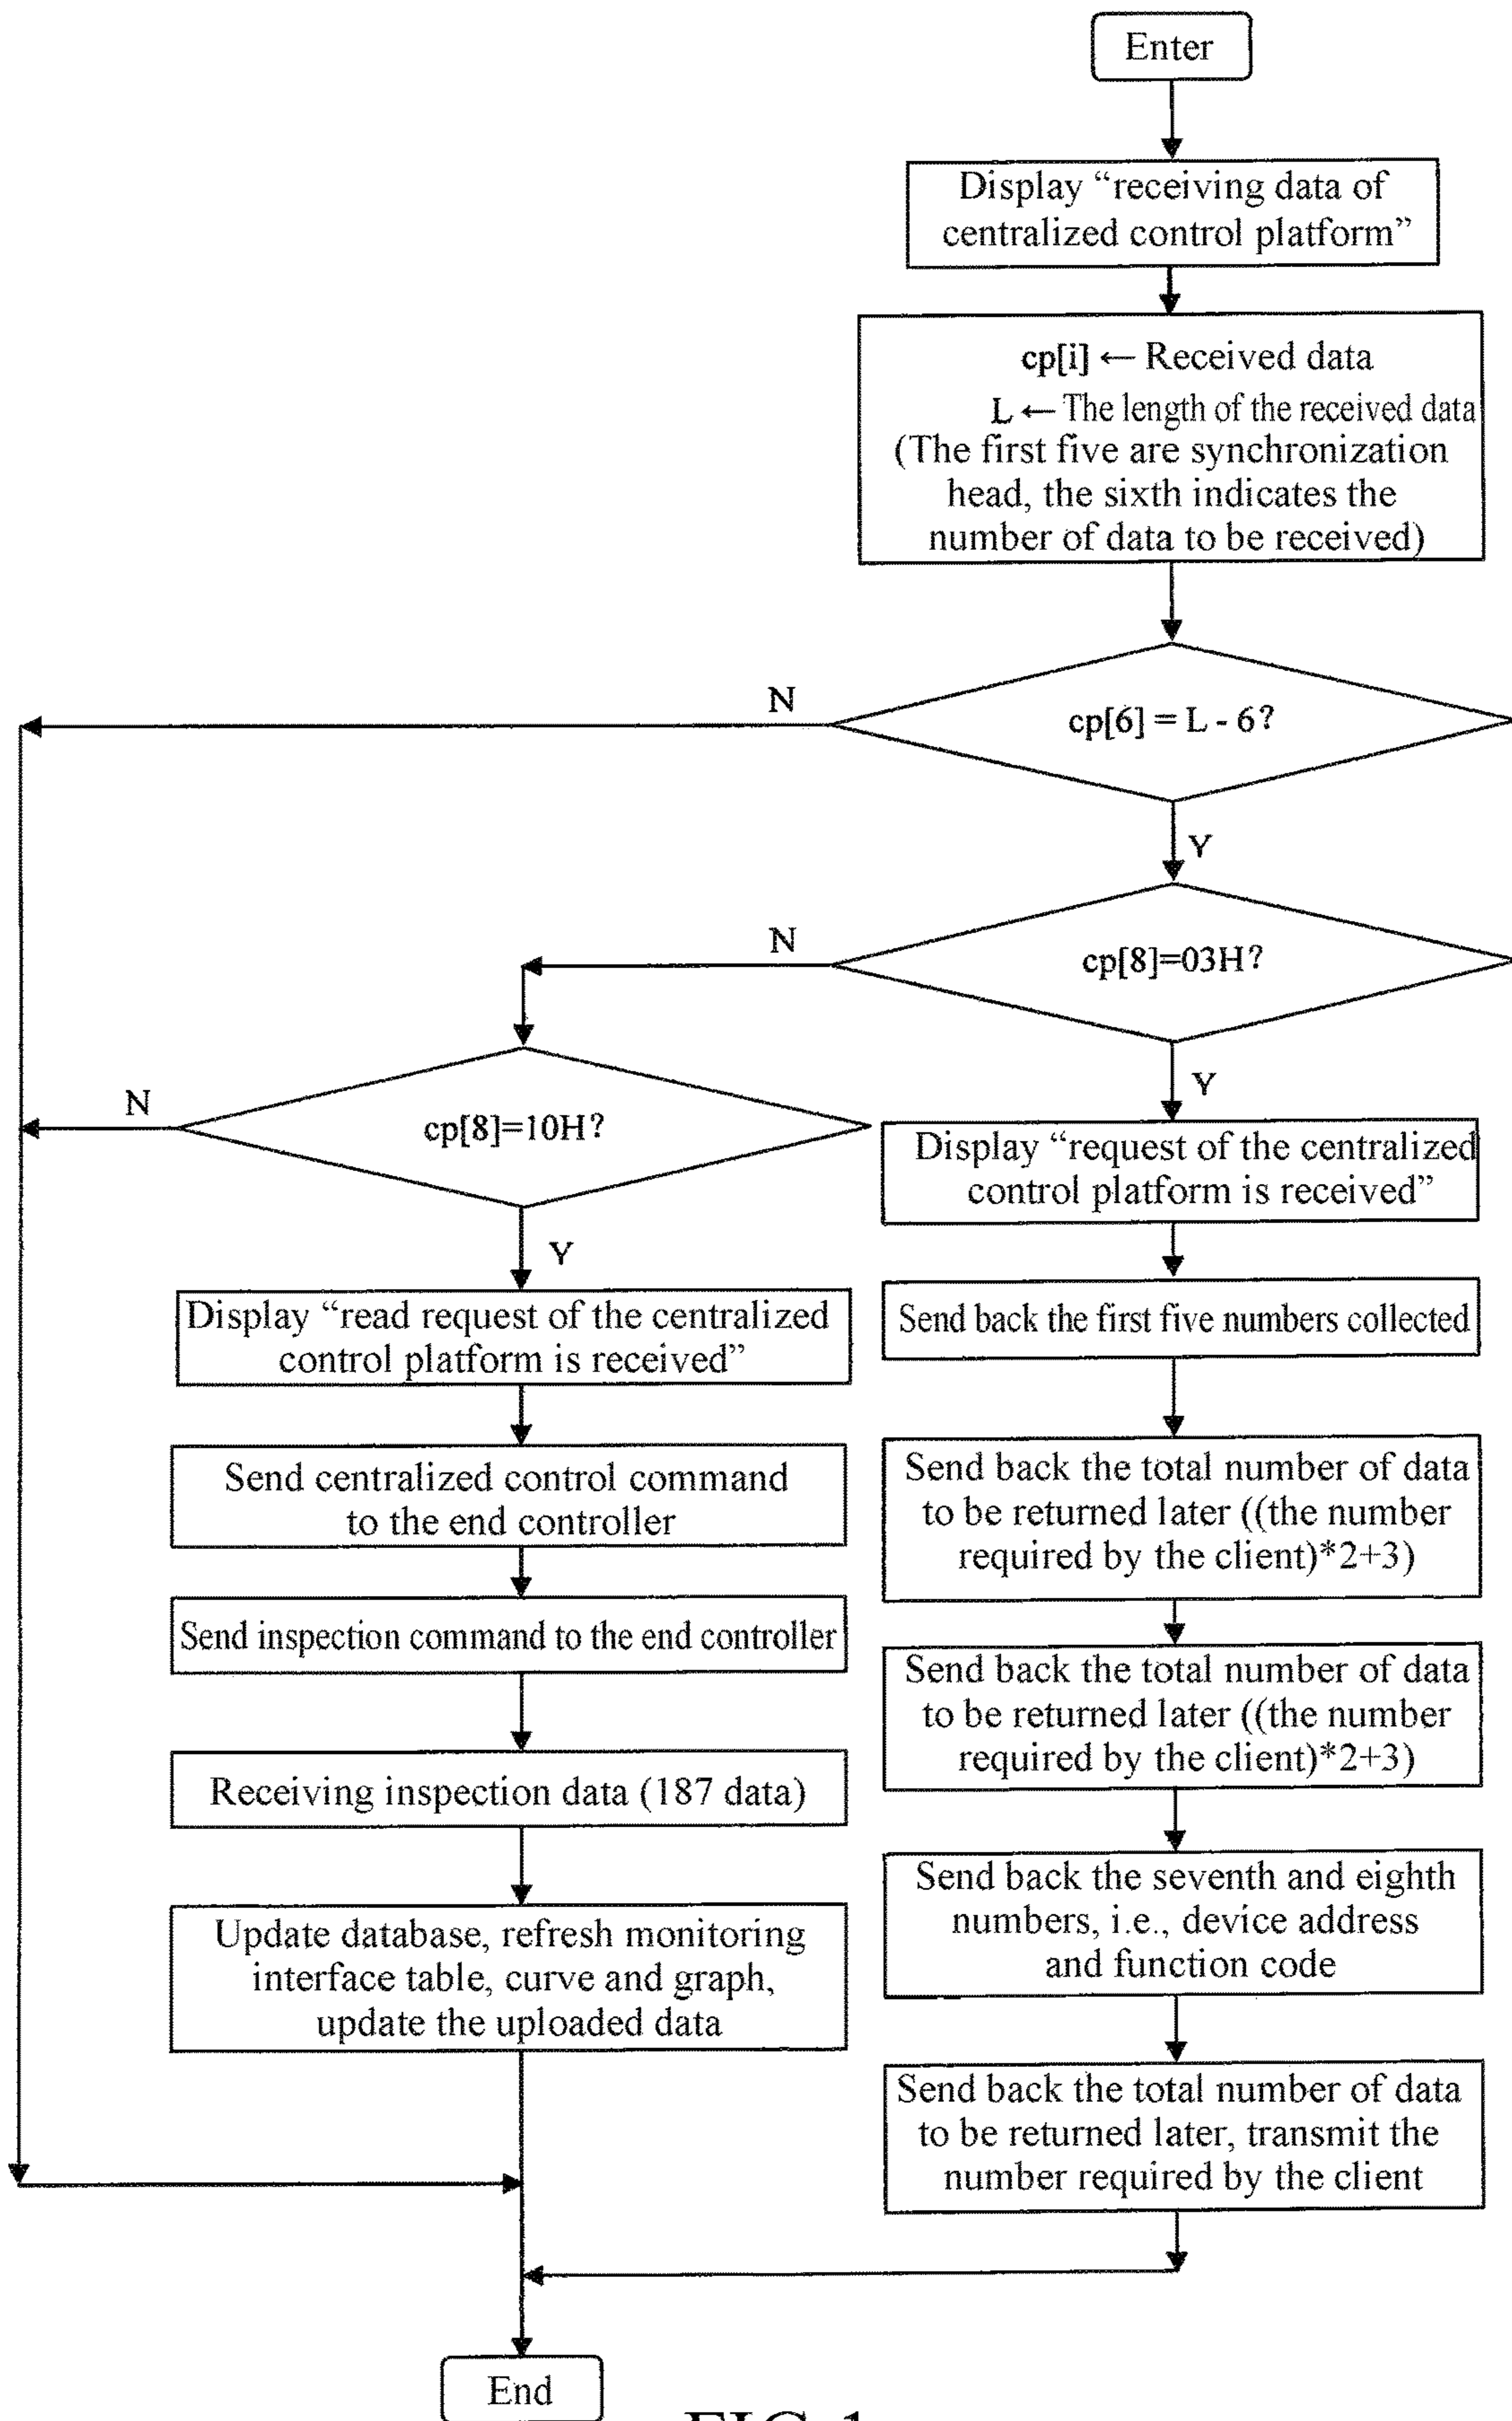 Enter
Display “receiving data of
centralized control platform”
cp[i] ← Received data
L ← The length of the received data
(The first five are synchronization
head, the sixth indicates the
number of data to be received)
N
cp[6] = L - 6?
Y
N
cp[8]=03H?
Y
N
cp[8]=10H?
Y
Display “request of the centralized
control platform is received”
Send back the first five numbers collected
Send back the total number of data
to be returned later ((the number
required by the client)*2+3)
Send back the total number of data
to be returned later ((the number
required by the client)*2+3)
Send back the seventh and eighth
numbers, i.e., device address
and function code
Send back the total number of data
to be returned later, transmit the
number required by the client
Display “read request of the centralized
control platform is received”
Send centralized control command
to the end controller
Send inspection command to the end controller
Receiving inspection data (187 data)
Update database, refresh monitoring
interface table, curve and graph,
update the uploaded data
End
FIG. 1